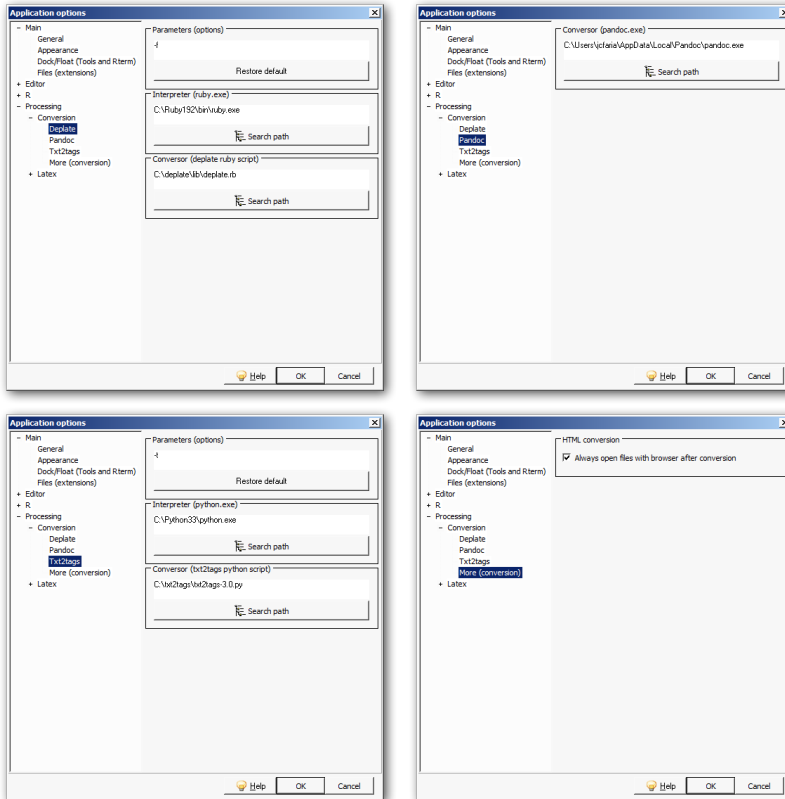 Application options
- Main
General
Appearance
Dock/Float (Tools and Rterm)
Files (extensions)
+ Editor
+ R
- Processing
- Conversion
Deplate
Pandoc
Txt2tags
More (conversion)
+ Latex
Parameters (options)
-f
Restore default
Interpreter (ruby.exe)
C:\Ruby192\bin\ruby.exe
Search path
Conversor (deplate ruby script)
C:\deplate\lib\deplate.rb
Search path
Help OK Cancel
Application options
- Main
General
Appearance
Dock/Float (Tools and Rterm)
Files (extensions)
+ Editor
+ R
- Processing
- Conversion
Deplate
Pandoc
Txt2tags
More (conversion)
+ Latex
Conversor (pandoc.exe)
C:\Users\jcfaria\AppData\Local\Pandoc\pandoc.exe
Search path
Help OK Cancel
Application options
- Main
General
Appearance
Dock/Float (Tools and Rterm)
Files (extensions)
+ Editor
+ R
- Processing
- Conversion
Deplate
Pandoc
Txt2tags
More (conversion)
+ Latex
Parameters (options)
-t
Restore default
Interpreter (python.exe)
C:\Python33\python.exe
Search path
Conversor (txt2tags python script)
C:\txt2tags\txt2tags-3.0.py
Search path
Help OK Cancel
Application options
- Main
General
Appearance
Dock/Float (Tools and Rterm)
Files (extensions)
+ Editor
+ R
- Processing
- Conversion
Deplate
Pandoc
Txt2tags
More (conversion)
+ Latex
HTML conversion
Always open files with browser after conversion
Help OK Cancel